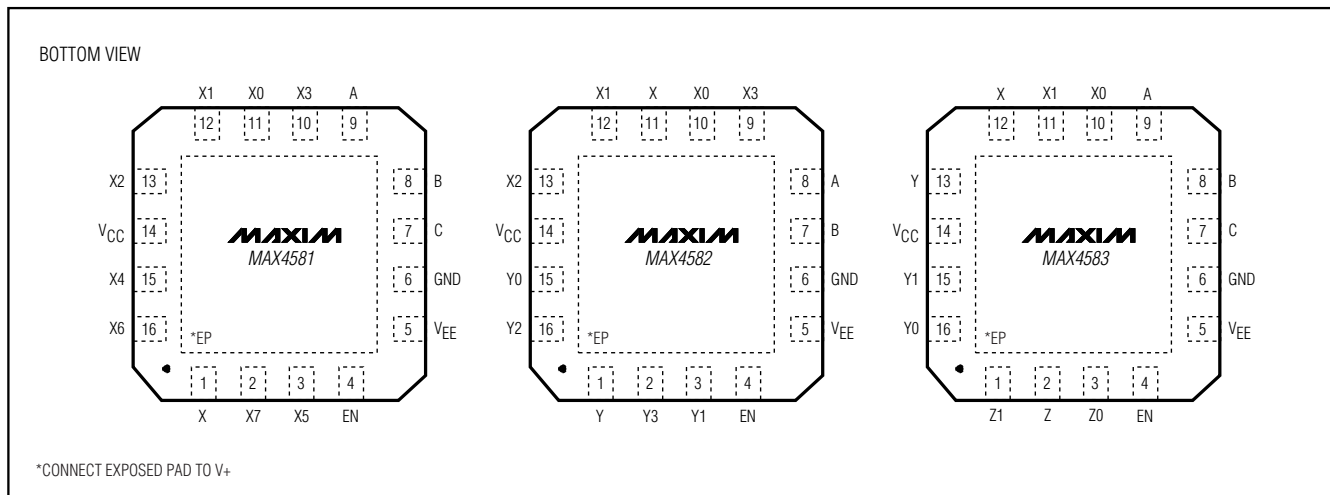 BOTTOM VIEW
X1 X0 X3 A
12 11 10 9
X2 13
VCC 14
X4 15
X6 16
8 B
7 C
6 GND
5 VEE
MAXIM
MAX4581
*EP
1 2 3 4
X X7 X5 EN
X1 X X0 X3
12 11 10 9
X2 13
VCC 14
Y0 15
Y2 16
8 A
7 B
6 GND
5 VEE
MAXIM
MAX4582
*EP
1 2 3 4
Y Y3 Y1 EN
X X1 X0 A
12 11 10 9
Y 13
VCC 14
Y1 15
Y0 16
8 B
7 C
6 GND
5 VEE
MAXIM
MAX4583
*EP
1 2 3 4
Z1 Z Z0 EN
*CONNECT EXPOSED PAD TO V+